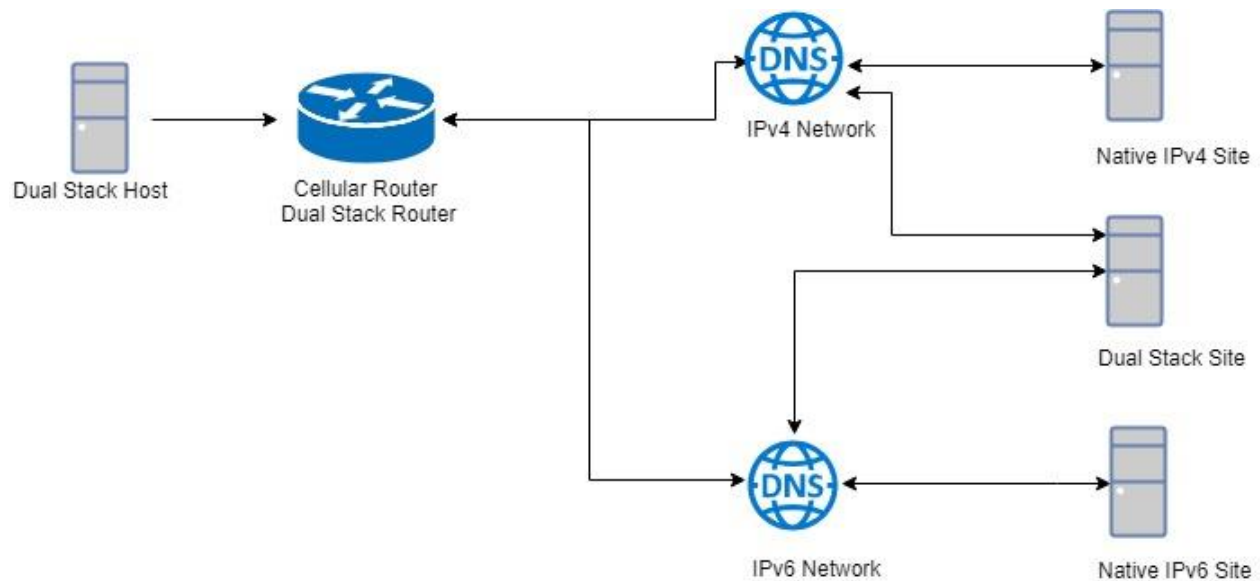 DNS
IPv4 Network
Native IPv4 Site
Dual Stack Host
Cellular Router
Dual Stack Router
Dual Stack Site
DNS
IPv6 Network
Native IPv6 Site